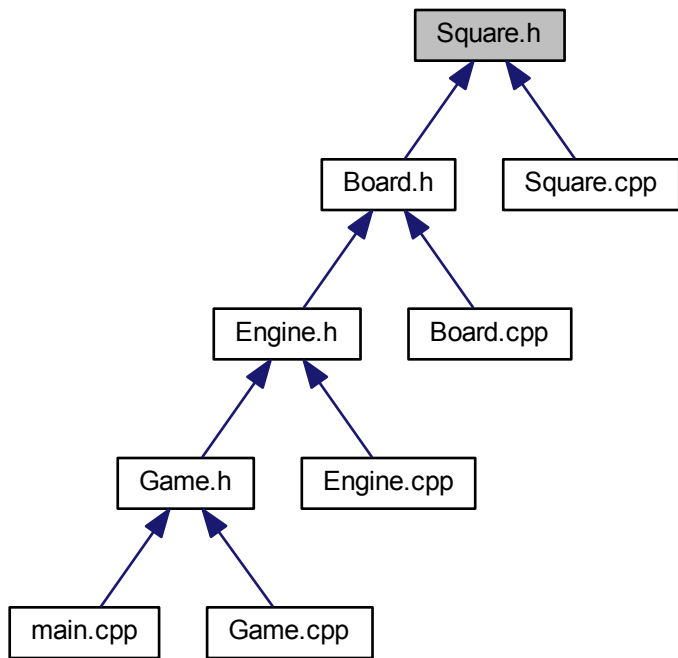 Square.h
Board.h
Square.cpp
Engine.h
Board.cpp
Game.h
Engine.cpp
main.cpp
Game.cpp